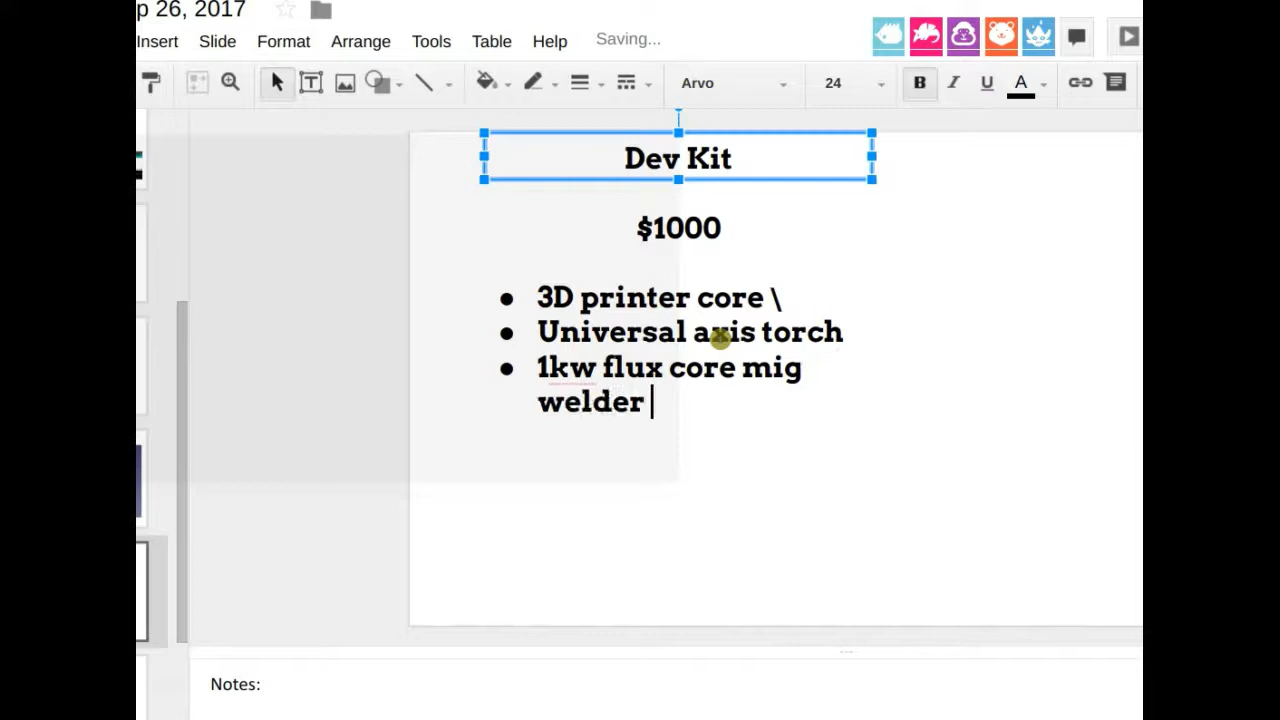 p 26, 2017
Insert Slide Format Arrange Tools Table Help Saving...
Arvo 24 B I U A
Dev Kit
$1000
● 3D printer core \
● Universal axis torch
● 1kw flux core mig
welder
Notes: